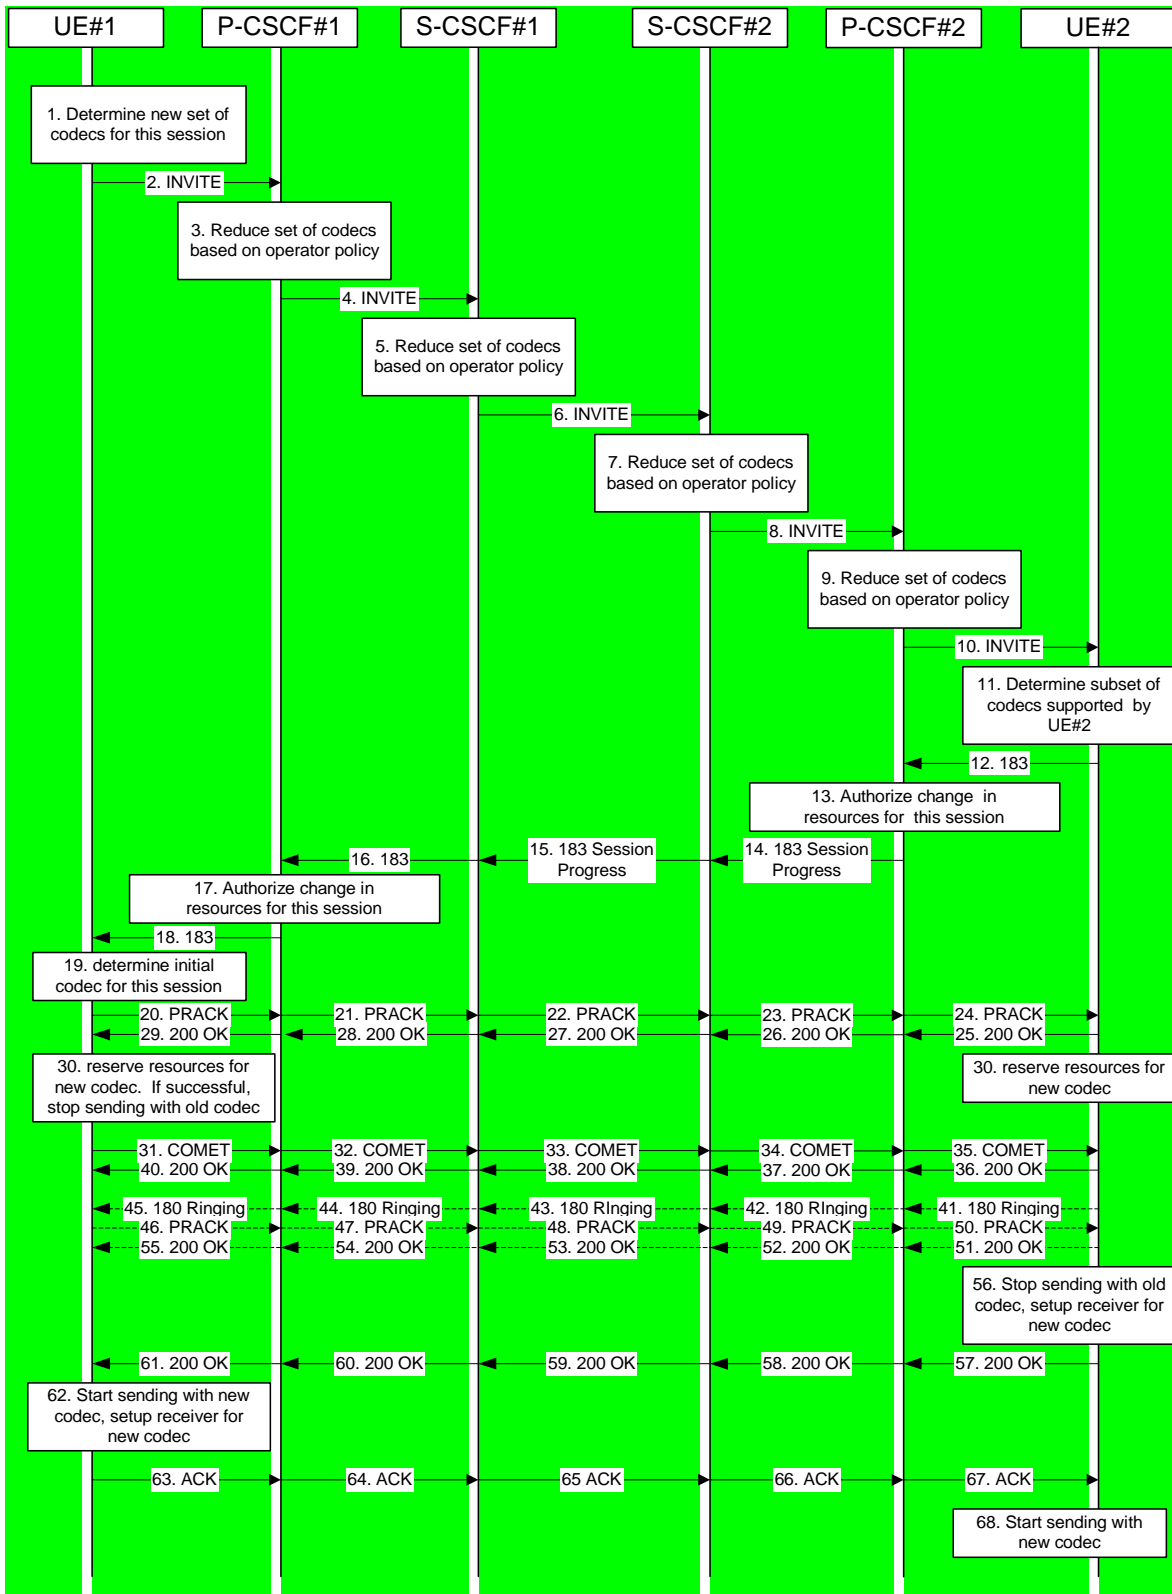 UE#1
P-CSCF#1
S-CSCF#1
S-CSCF#2
P-CSCF#2
UE#2
1. Determine new set of
codecs for this session
2. INVITE
3. Reduce set of codecs
based on operator policy
4. INVITE
5. Reduce set of codecs
based on operator policy
6. INVITE
7. Reduce set of codecs
based on operator policy
8. INVITE
9. Reduce set of codecs
based on operator policy
10. INVITE
11. Determine subset of
codecs supported by
UE#2
12. 183
13. Authorize change in
resources for this session
16. 183
15. 183 Session
Progress
14. 183 Session
Progress
17. Authorize change in
resources for this session
18. 183
19. determine initial
codec for this session
20. PRACK
21. PRACK
22. PRACK
23. PRACK
24. PRACK
29. 200 OK
28. 200 OK
27. 200 OK
26. 200 OK
25. 200 OK
30. reserve resources for
new codec. If successful,
stop sending with old codec
30. reserve resources for
new codec
31. COMET
32. COMET
33. COMET
34. COMET
35. COMET
40. 200 OK
39. 200 OK
38. 200 OK
37. 200 OK
36. 200 OK
45. 180 Ringing
44. 180 Ringing
43. 180 RInging
42. 180 RInging
41. 180 Ringing
46. PRACK
47. PRACK
48. PRACK
49. PRACK
50. PRACK
55. 200 OK
54. 200 OK
53. 200 OK
52. 200 OK
51. 200 OK
56. Stop sending with old
codec, setup receiver for
new codec
61. 200 OK
60. 200 OK
59. 200 OK
58. 200 OK
57. 200 OK
62. Start sending with new
codec, setup receiver for
new codec
63. ACK
64. ACK
65 ACK
66. ACK
67. ACK
68. Start sending with
new codec